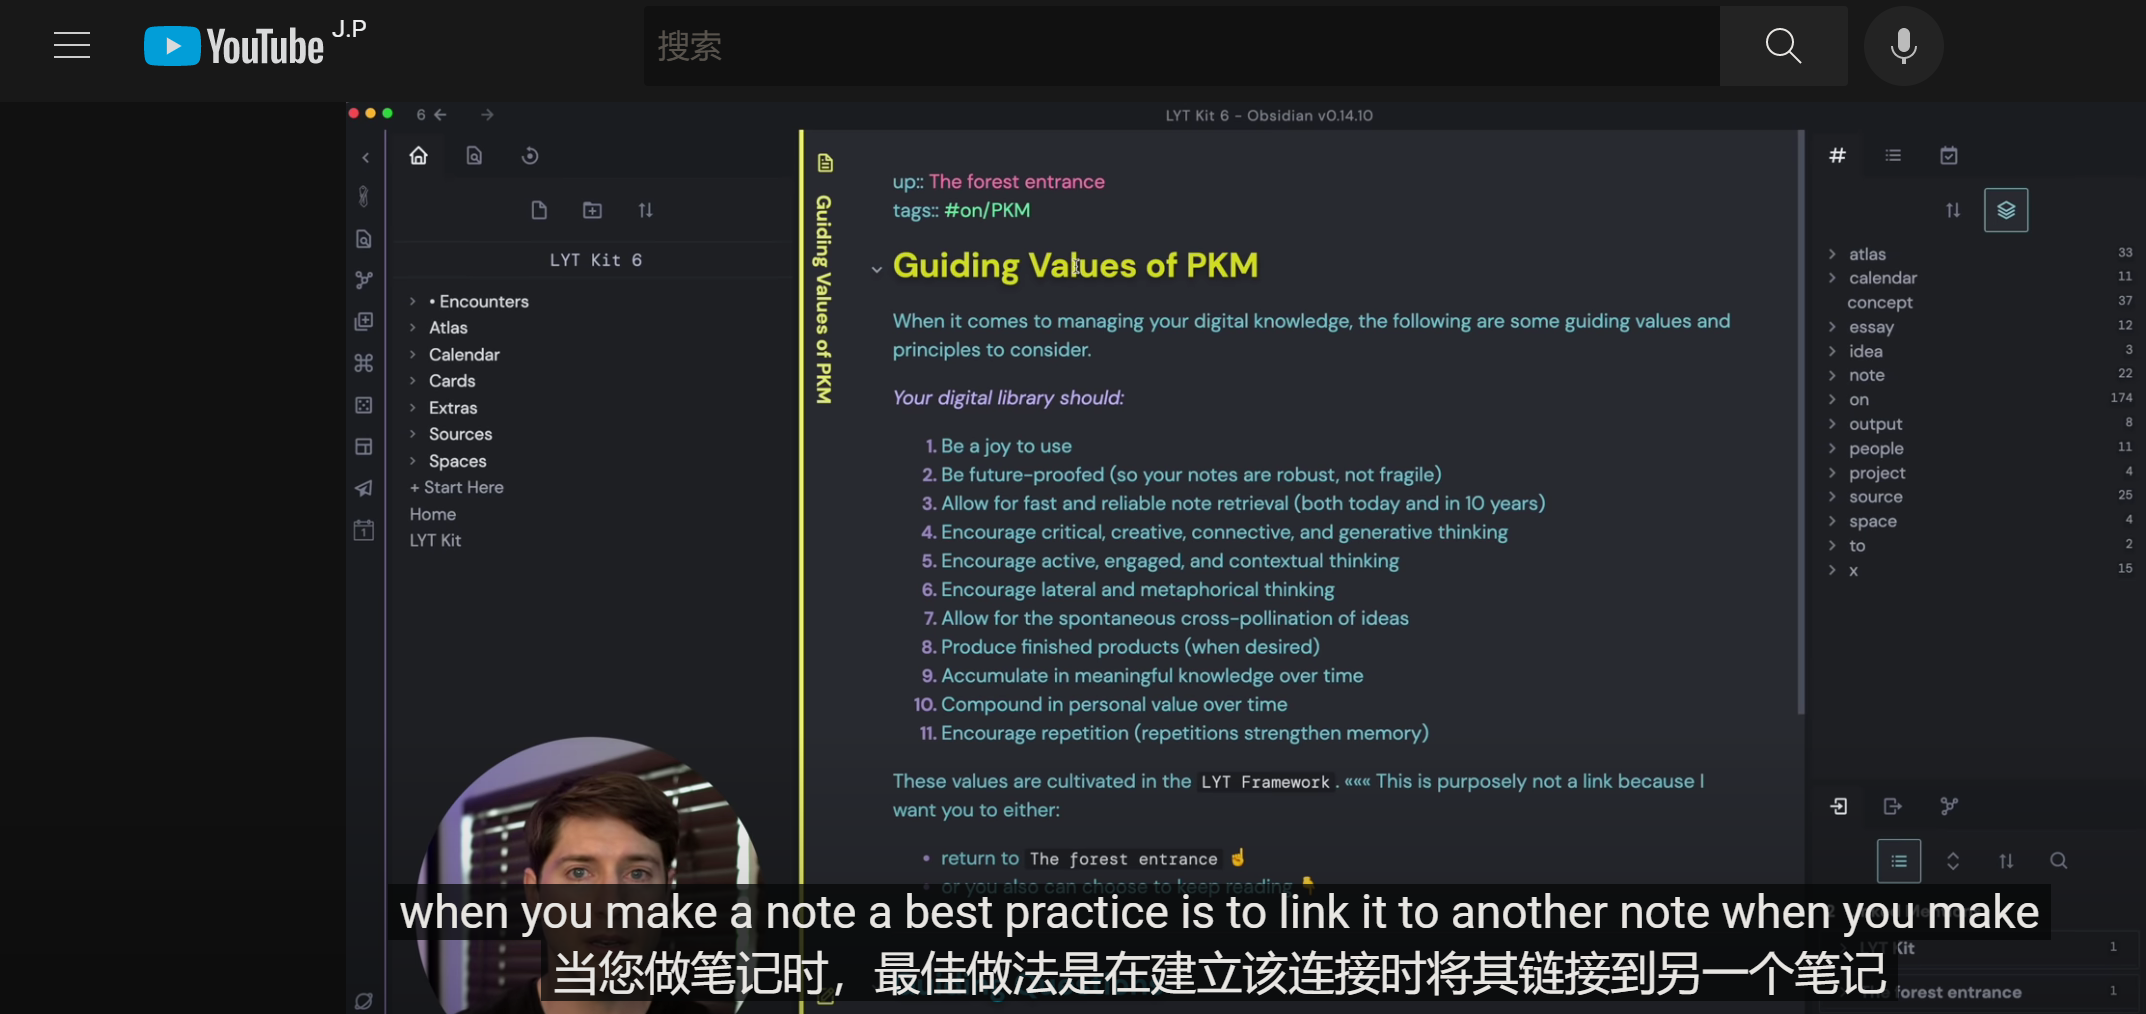 YouTube J.P
搜索
6
LYT Kit 6 - Obsidian v0.14.10
LYT Kit 6
• Encounters
Atlas
Calendar
Cards
Extras
Sources
Spaces
+ Start Here
Home
LYT Kit
1
Guiding Values of PKM
up:: The forest entrance
tags:: #on/PKM
Guiding Values of PKM
When it comes to managing your digital knowledge, the following are some guiding values and
principles to consider.
Your digital library should:
1. Be a joy to use
2. Be future-proofed (so your notes are robust, not fragile)
3. Allow for fast and reliable note retrieval (both today and in 10 years)
4. Encourage critical, creative, connective, and generative thinking
5. Encourage active, engaged, and contextual thinking
6. Encourage lateral and metaphorical thinking
7. Allow for the spontaneous cross-pollination of ideas
8. Produce finished products (when desired)
9. Accumulate in meaningful knowledge over time
10. Compound in personal value over time
11. Encourage repetition (repetitions strengthen memory)
These values are cultivated in the LYT Framework. ««« This is purposely not a link because I
want you to either:
• return to The forest entrance ☝
• or you also can choose to keep reading 👇
#
atlas 33
calendar 11
concept 37
essay 12
idea 3
note 22
on 174
output 8
people 11
project 4
source 25
space 4
to 2
x 15
LYT Kit 1
The forest entrance 1
when you make a note a best practice is to link it to another note when you make
当您做笔记时，最佳做法是在建立该连接时将其链接到另一个笔记